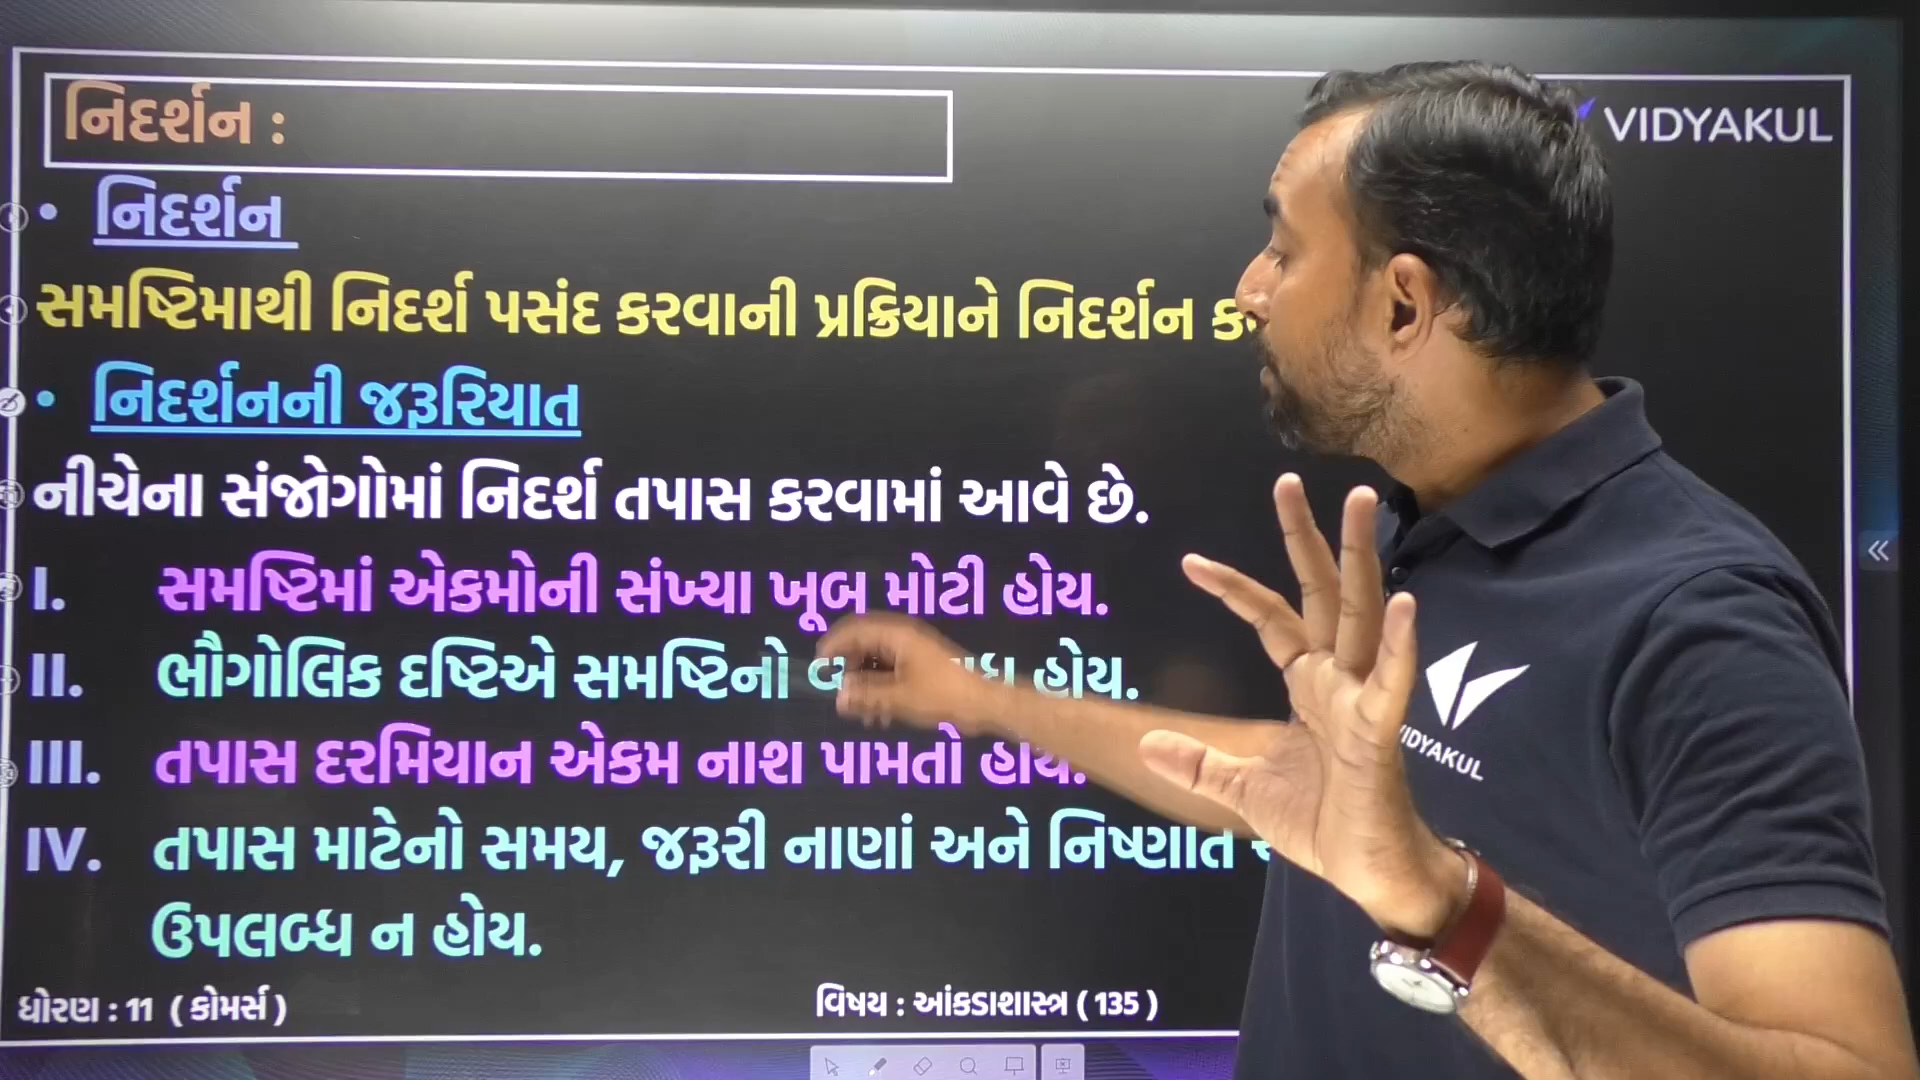 નિદર્શન :
VIDYAKUL
• નિદર્શન
સમષ્ટિમાથી નિદર્શ પસંદ કરવાની પ્રક્રિયાને નિદર્શન
• નિદર્શનની જરૂરિયાત
નીચેના સંજોગોમાં નિદર્શ તપાસ કરવામાં આવે છે.
I. સમષ્ટિમાં એકમોની સંખ્યા ખૂબ મોટી હોય.
II. ભૌગોલિક દષ્ટિએ સમષ્ટિનો હોય.
III. તપાસ દરમિયાન એકમ નાશ પામતો હોય.
IV. તપાસ માટેનો સમય, જરૂરી નાણાં અને નિષ્ણાત
ઉપલબ્ધ ન હોય.
VIDYAKUL
ધોરણ : 11 ( કોમર્સ )
વિષય : આંકડાશાસ્ત્ર ( 135 )